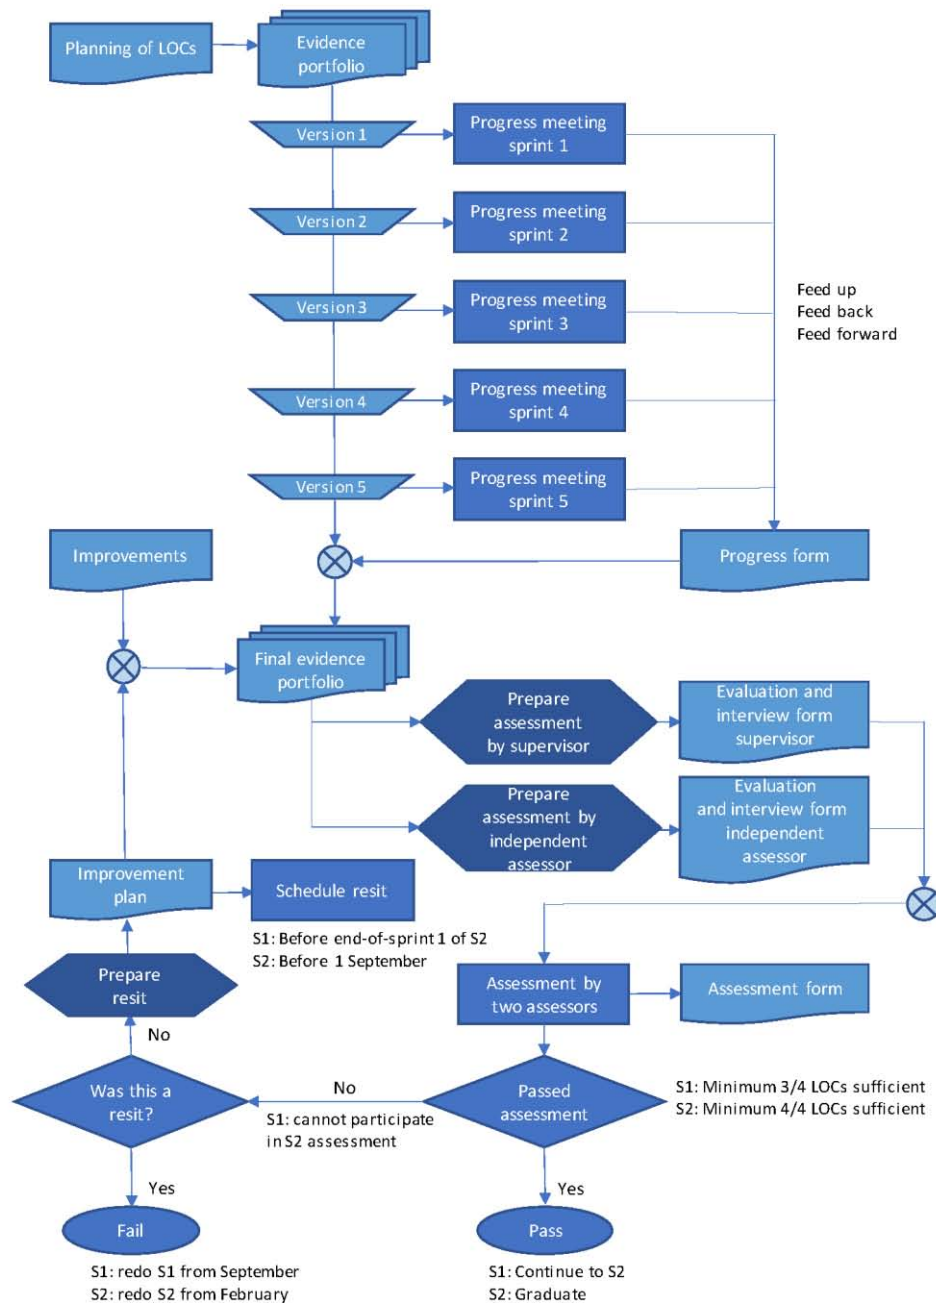 Planning of LOCs
Evidence
portfolio
Version 1
Progress meeting
sprint 1
Version 2
Progress meeting
sprint 2
Version 3
Progress meeting
sprint 3
Feed up
Feed back
Feed forward
Version 4
Progress meeting
sprint 4
Version 5
Progress meeting
sprint 5
Improvements
Progress form
Final evidence
portfolio
Prepare
assessment
by supervisor
Evaluation and
interview form
supervisor
Prepare
assessment by
independent
assessor
Evaluation
and interview form
independent
assessor
Improvement
plan
Schedule resit
S1: Before end-of-sprint 1 of S2
S2: Before 1 September
Prepare
resit
Assessment by
two assessors
Assessment form
No
Was this a
resit?
No
S1: cannot participate
in S2 assessment
Passed
assessment
S1: Minimum 3/4 LOCs sufficient
S2: Minimum 4/4 LOCs sufficient
Yes
Yes
Fail
Pass
S1: redo S1 from September
S2: redo S2 from February
S1: Continue to S2
S2: Graduate